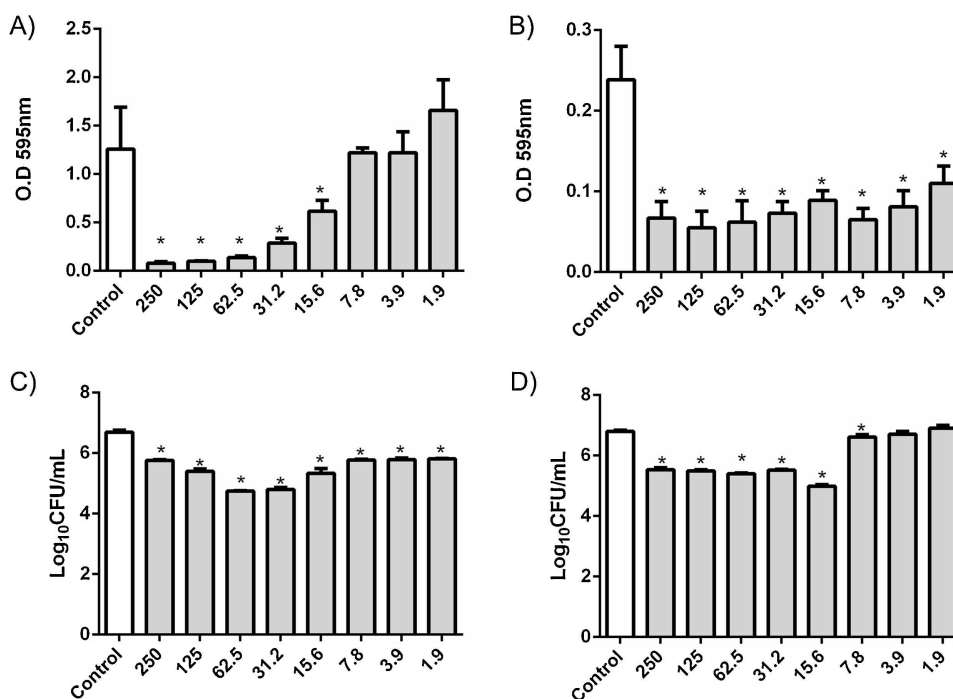 A)
O.D 595nm
2.5
2.0
1.5
1.0
0.5
0.0
* * * * *
Control 250 125 62.5 31.2 15.6 7.8 3.9 1.9
B)
O.D 595nm
0.3
0.2
0.1
0.0
* * * * * * * *
Control 250 125 62.5 31.2 15.6 7.8 3.9 1.9
C)
Log₁₀CFU/mL
8
6
4
2
0
* * * * * * * *
Control 250 125 62.5 31.2 15.6 7.8 3.9 1.9
D)
Log₁₀CFU/mL
8
6
4
2
0
* * * * * *
Control 250 125 62.5 31.2 15.6 7.8 3.9 1.9